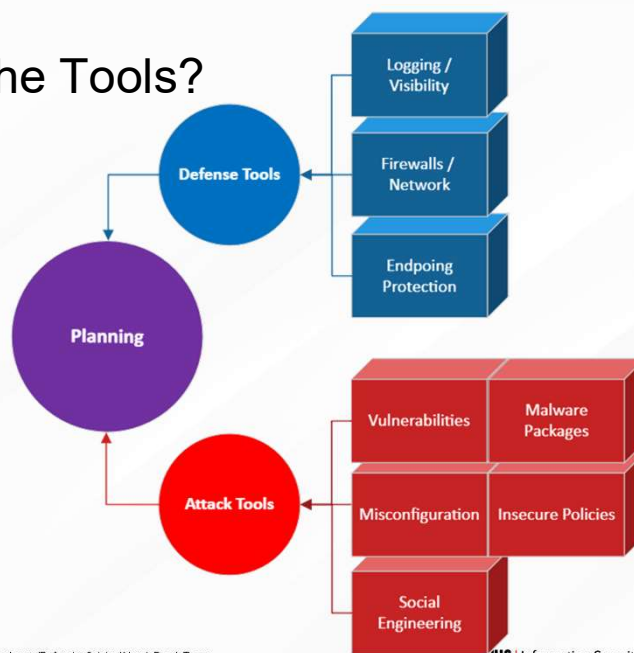 he Tools?
Logging /
Visibility
Defense Tools
Firewalls /
Network
Endpoing
Protection
Planning
Vulnerabilities
Malware
Packages
Attack Tools
Misconfiguration
Insecure Policies
Social
Engineering